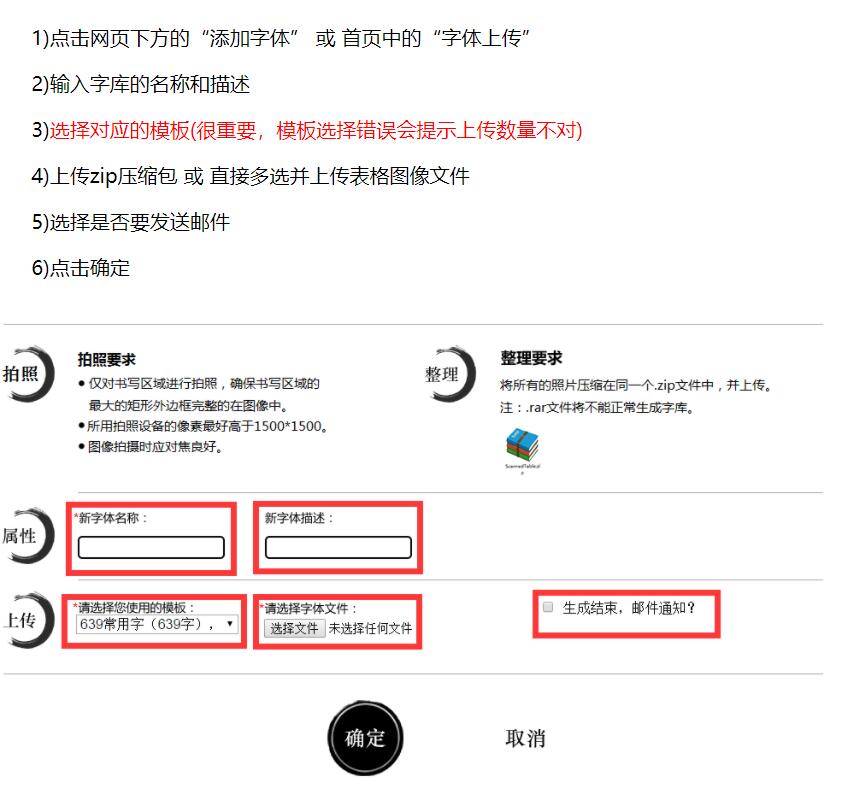 1)点击网页下方的“添加字体” 或 首页中的“字体上传”
2)输入字库的名称和描述
3)选择对应的模板(很重要，模板选择错误会提示上传数量不对)
4)上传zip压缩包 或 直接多选并上传表格图像文件
5)选择是否要发送邮件
6)点击确定
拍照
拍照要求
● 仅对书写区域进行拍照，确保书写区域的
最大的矩形外边框完整的在图像中。
● 所用拍照设备的像素最好高于1500*1500。
● 图像拍摄时应对焦良好。
整理
整理要求
将所有的照片压缩在同一个.zip文件中，并上传。
注：.rar文件将不能正常生成字库。
ScannedTable.zip
属性
*新字体名称：
新字体描述：
上传
*请选择您使用的模板：
639常用字（639字），
*请选择字体文件：
选择文件 未选择任何文件
生成结束，邮件通知？
确定
取消